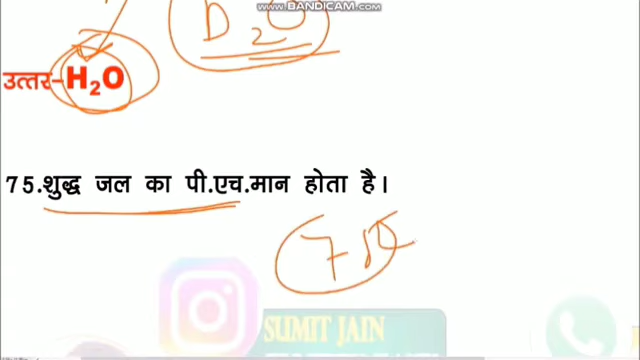 www.BANDICAM.COM
D₂O
उत्तर-H₂O
75.शुद्ध जल का पी.एच.मान होता है।
7
SUMIT JAIN